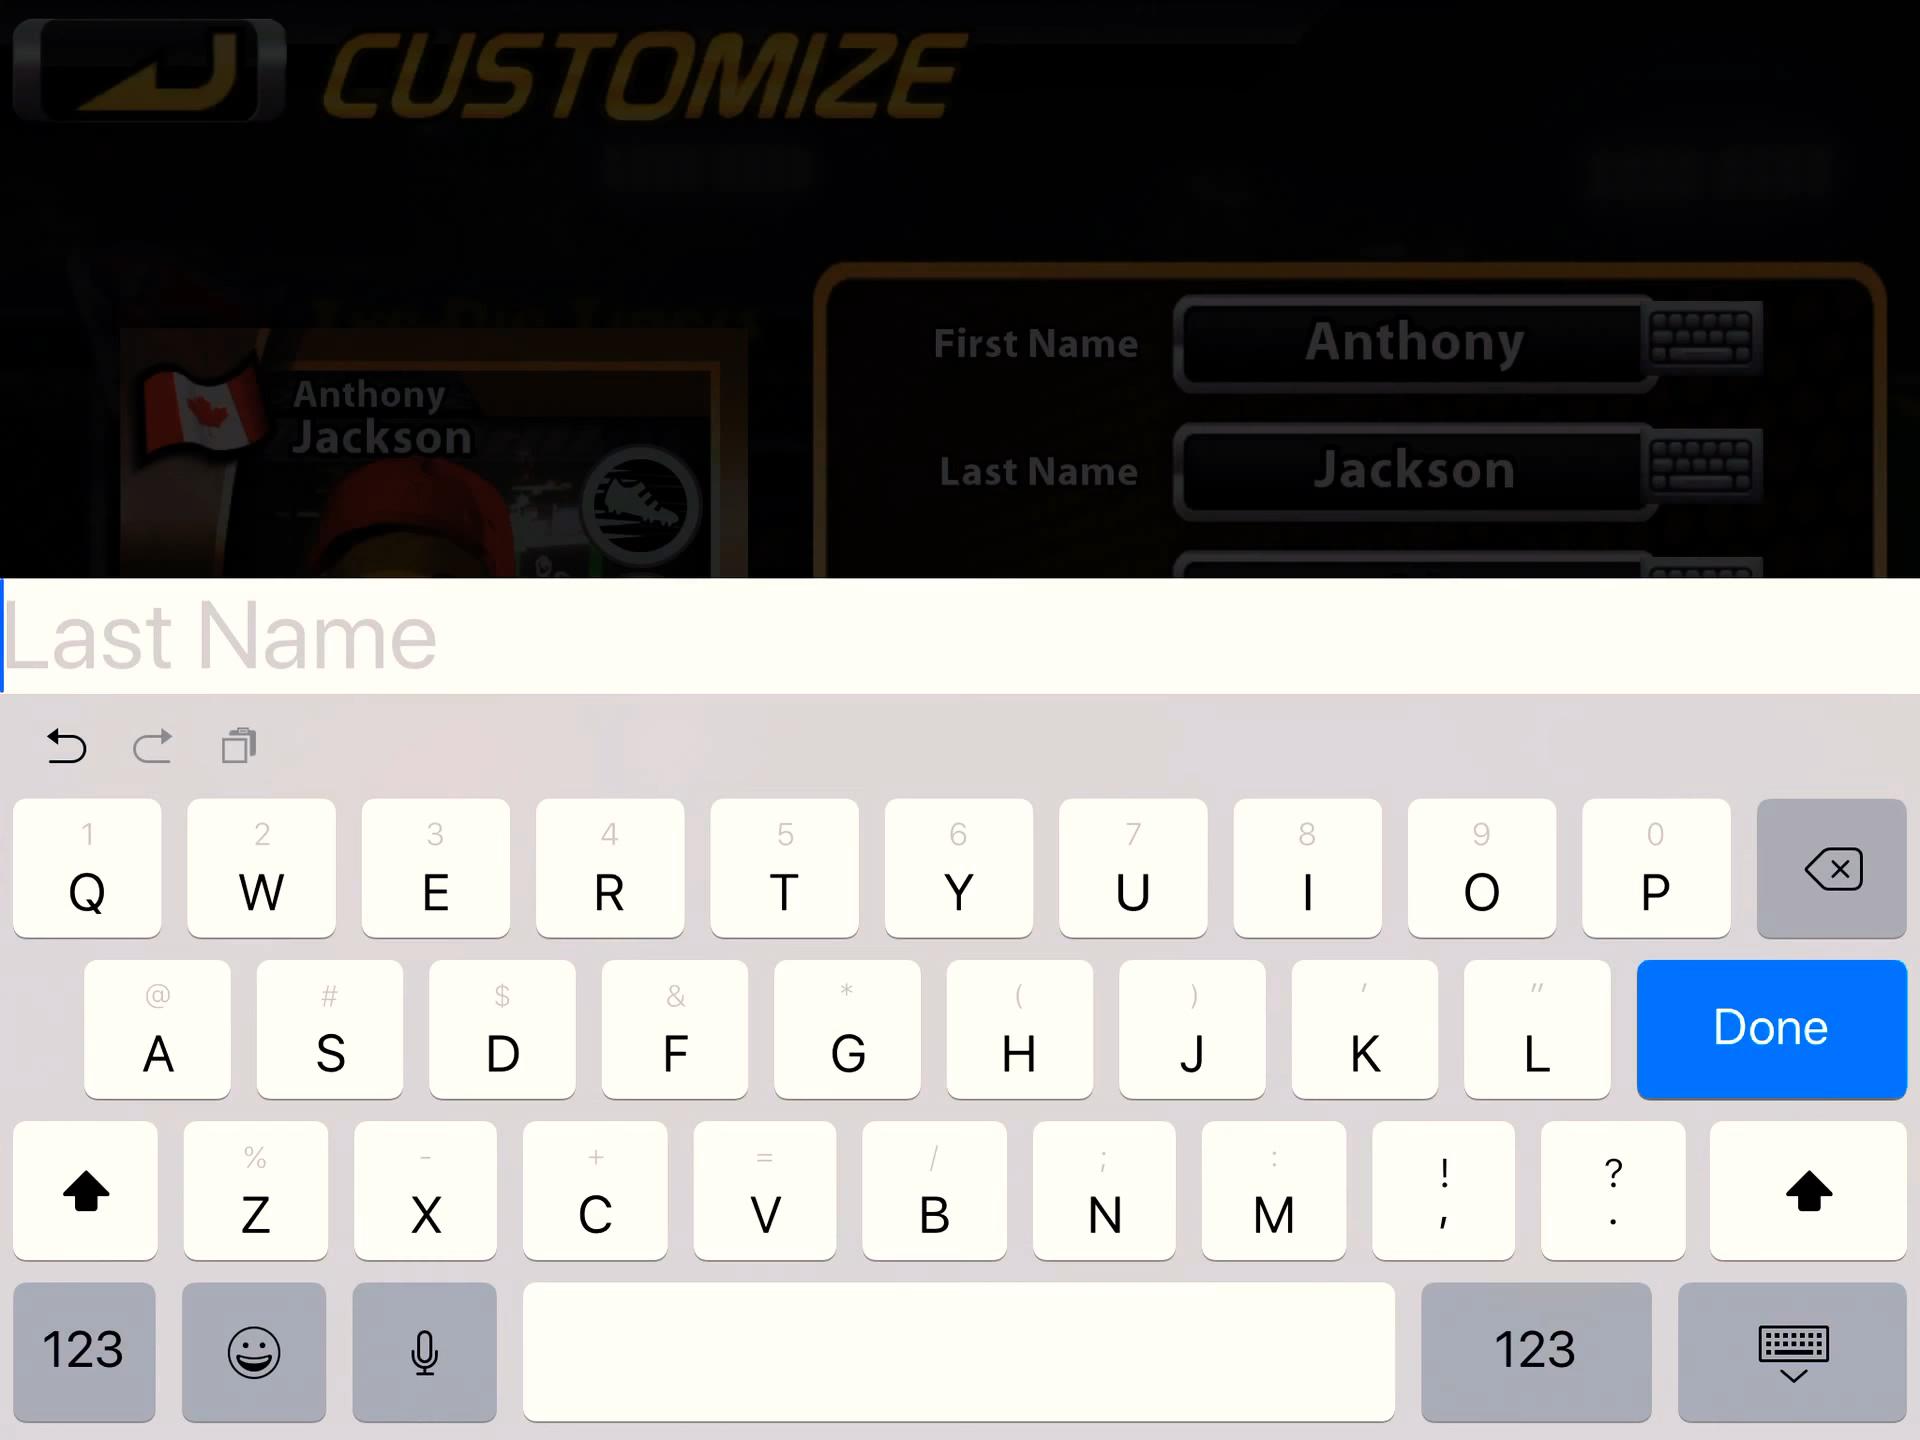 CUSTOMIZE
First Name
Anthony
Anthony
Jackson
Last Name
Jackson
Last Name
1 2 3 4 5 6 7 8 9 0
Q W E R T Y U I O P
@ # $ & * ( ) ' "
A S D F G H J K L
Done
% - + = / ; : ! ?
Z X C V B N M , .
123
123